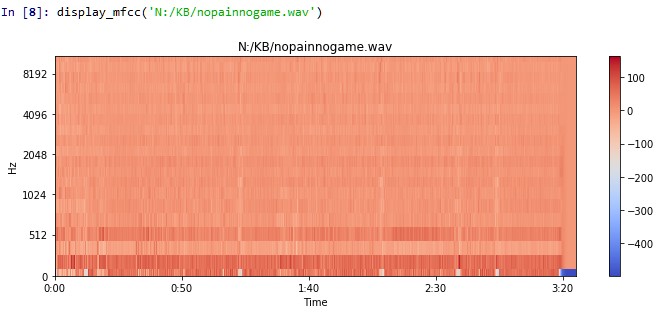 In [8]: display_mfcc('N:/KB/nopainnogame.wav')
N:/KB/nopainnogame.wav
8192
4096
2048
1024
512
0
Hz
0:00 0:50 1:40 2:30 3:20
Time
100
0
−100
−200
−300
−400